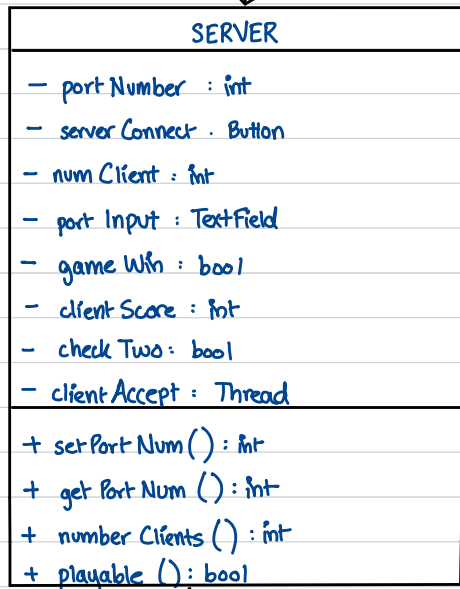 SERVER
- port Number : int
- server Connect . Button
- num Client : int
- port Input : TextField
- game Win : bool
- client Score : int
- check Two : bool
- client Accept : Thread
+ set Port Num () : int
+ get Port Num () : int
+ number Clients () : int
+ playable () : bool